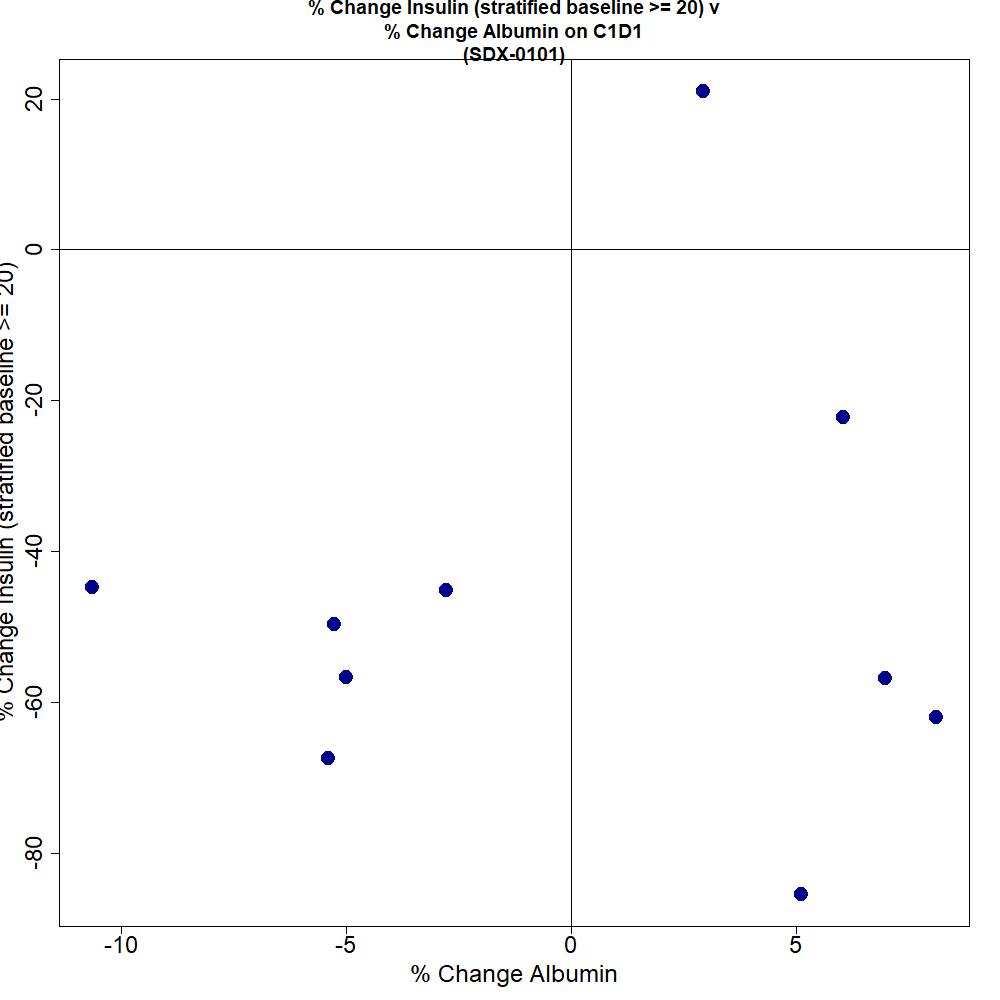 % Change Insulin (stratified baseline >= 20) v
% Change Albumin on C1D1
(SDX-0101)
20
0
-20
-40
-60
-80
% Change Insulin (stratified baseline >= 20)
-10
-5
0
5
% Change Albumin